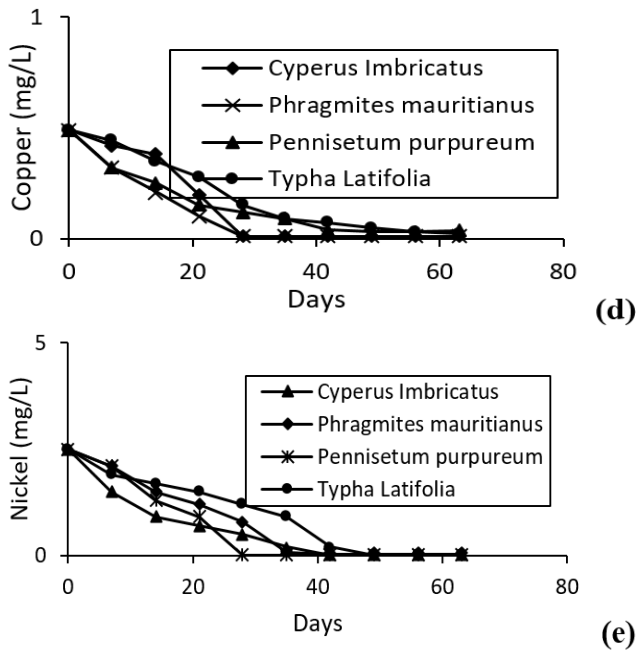 1
Copper (mg/L)
Cyperus Imbricatus
Phragmites mauritianus
Pennisetum purpureum
Typha Latifolia
0
0 20 40 60 80
Days
(d)
5
Nickel (mg/L)
Cyperus Imbricatus
Phragmites mauritianus
Pennisetum purpureum
Typha Latifolia
0
0 20 40 60 80
Days
(e)